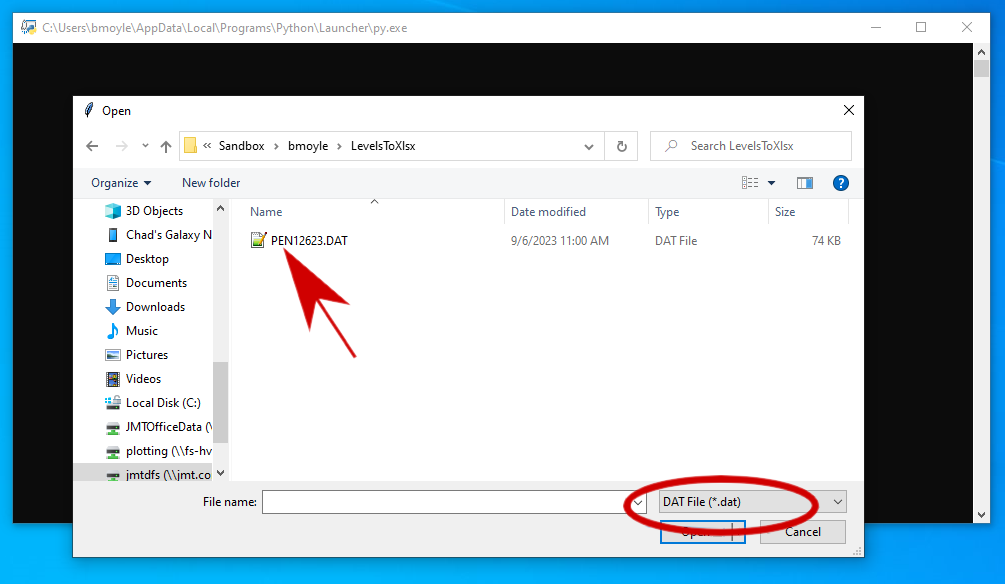 C:\Users\bmoyle\AppData\Local\Programs\Python\Launcher\py.exe
Open
« Sandbox › bmoyle › LevelsToXlsx
Search LevelsToXlsx
Organize
New folder
?
3D Objects
Chad's Galaxy N
Desktop
Documents
Downloads
Music
Pictures
Videos
Local Disk (C:)
JMTOfficeData (\
plotting (\\fs-hv
jmtdfs (\\jmt.co
Name Date modified Type Size
PEN12623.DAT 9/6/2023 11:00 AM DAT File 74 KB
File name:
DAT File (*.dat)
Open Cancel